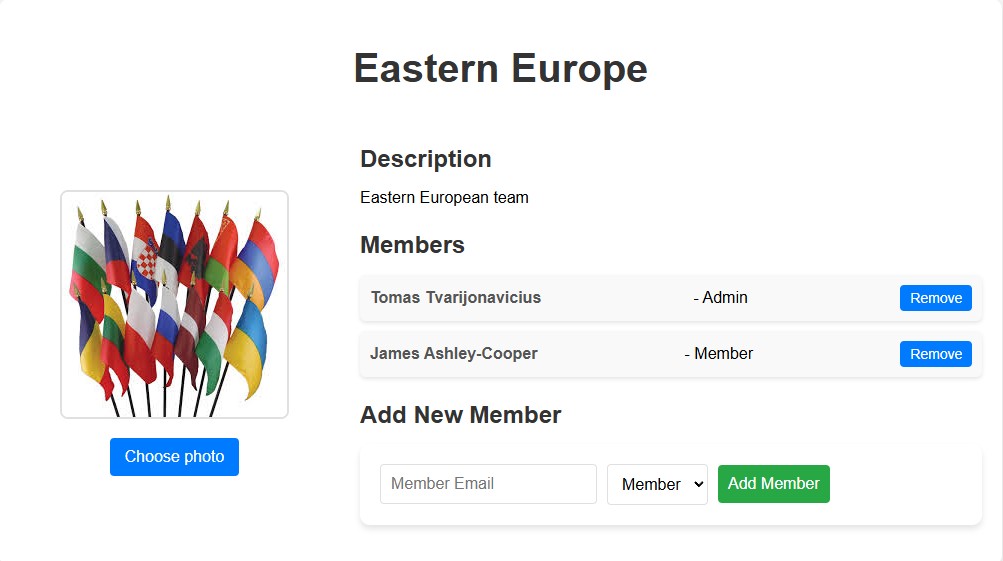 Eastern Europe
Description
Eastern European team
Members
Tomas Tvarijonavicius - Admin Remove
James Ashley-Cooper - Member Remove
Choose photo
Add New Member
Member Email Member Add Member